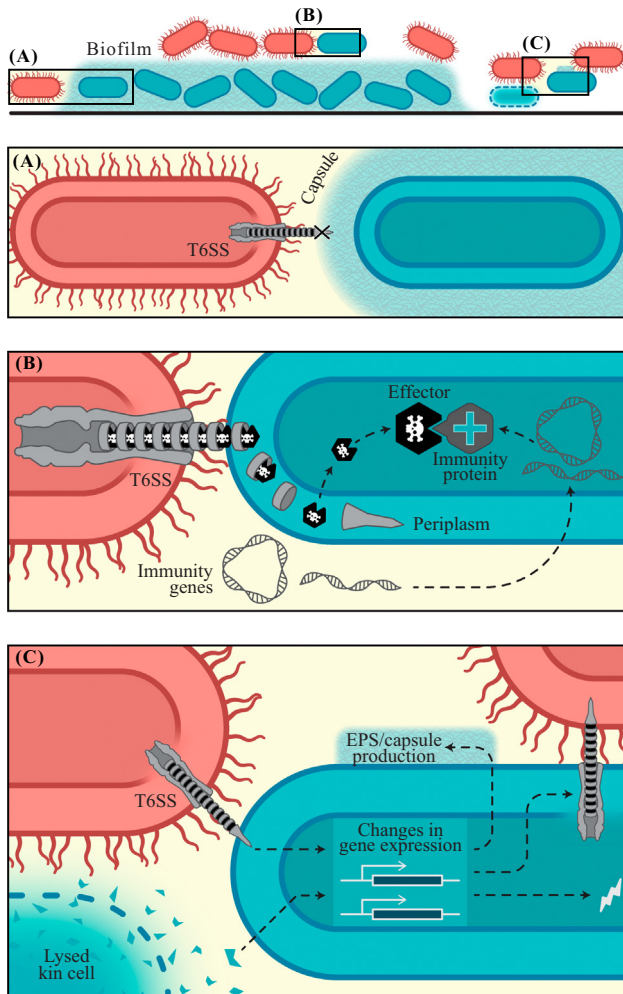 (B)
(A)
Biofilm
(C)
(A)
Capsule
T6SS
(B)
Effector
Immunity
protein
T6SS
Periplasm
Immunity
genes
(C)
EPS/capsule
production
T6SS
Changes in
gene expression
Lysed
kin cell